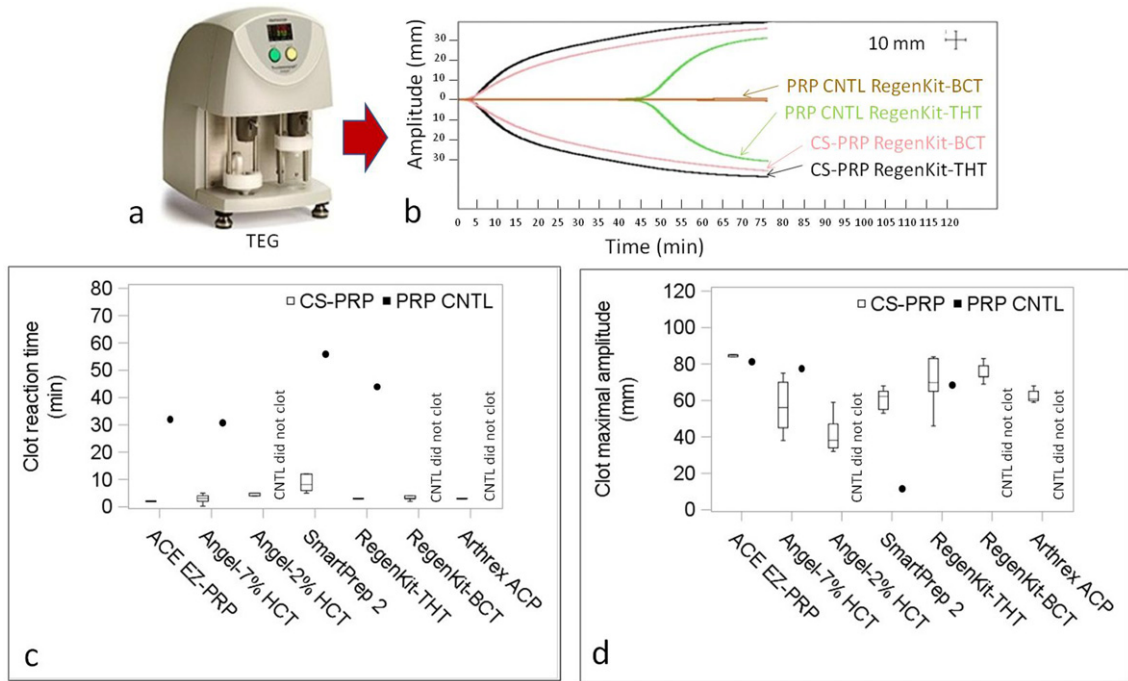 a
TEG
b
Amplitude (mm)
30
20
10
0
10
20
30
10 mm
PRP CNTL RegenKit-BCT
PRP CNTL RegenKit-THT
CS-PRP RegenKit-BCT
CS-PRP RegenKit-THT
0 5 10 15 20 25 30 35 40 45 50 55 60 65 70 75 80 85 90 95 100 105 110 115 120
Time (min)
c
Clot reaction time
(min)
80
70
60
50
40
30
20
10
0
CS-PRP PRP CNTL
CNTL did not clot
CNTL did not clot
CNTL did not clot
ACE EZ-PRP
Angel-7% HCT
Angel-2% HCT
SmartPrep 2
RegenKit-THT
RegenKit-BCT
Arthrex ACP
d
Clot maximal amplitude
(mm)
120
100
80
60
40
20
0
CS-PRP PRP CNTL
CNTL did not clot
CNTL did not clot
CNTL did not clot
ACE EZ-PRP
Angel-7% HCT
Angel-2% HCT
SmartPrep 2
RegenKit-THT
RegenKit-BCT
Arthrex ACP